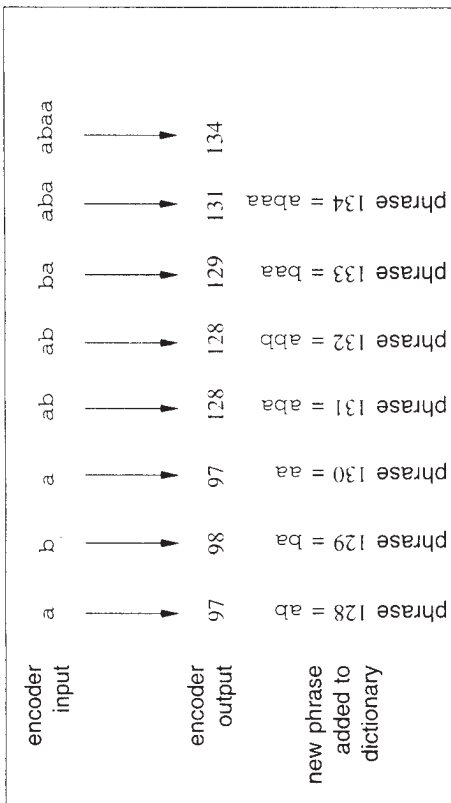 encoder
input
a b a ab ab ba aba abaa
encoder
output
97 98 97 128 128 129 131 134
new phrase
added to
dictionary
phrase 128 = ab
phrase 129 = ba
phrase 130 = aa
phrase 131 = aba
phrase 132 = abb
phrase 133 = baa
phrase 134 = abaa